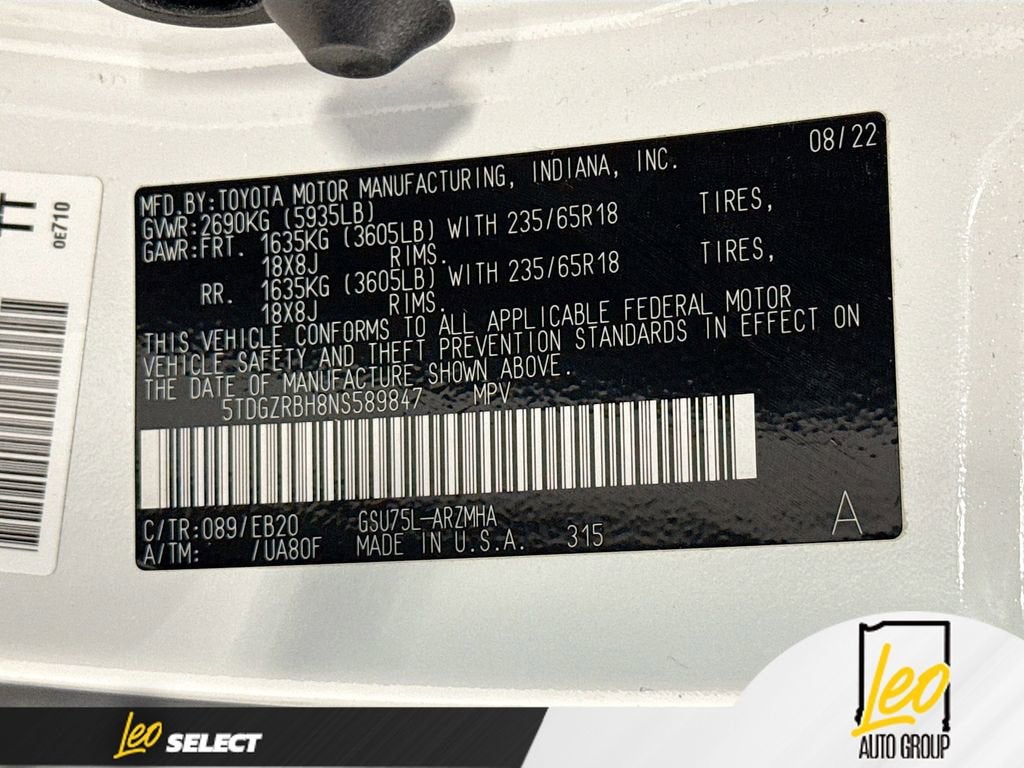 TT
0E710
08/22
MFD.BY:TOYOTA MOTOR MANUFACTURING, INDIANA, INC.
GVWR:2690KG (5935LB)
GAWR:FRT. 1635KG (3605LB) WITH 235/65R18 TIRES,
18X8J RIMS.
RR. 1635KG (3605LB) WITH 235/65R18 TIRES,
18X8J RIMS.
THIS VEHICLE CONFORMS TO ALL APPLICABLE FEDERAL MOTOR
VEHICLE SAFETY AND THEFT PREVENTION STANDARDS IN EFFECT ON
THE DATE OF MANUFACTURE SHOWN ABOVE.
5TDGZRBH8NS589847 MPV
C/TR:089/EB20 GSU75L-ARZMHA
A/TM: /UA80F MADE IN U.S.A. 315
A
Leo SELECT
Leo
AUTO GROUP